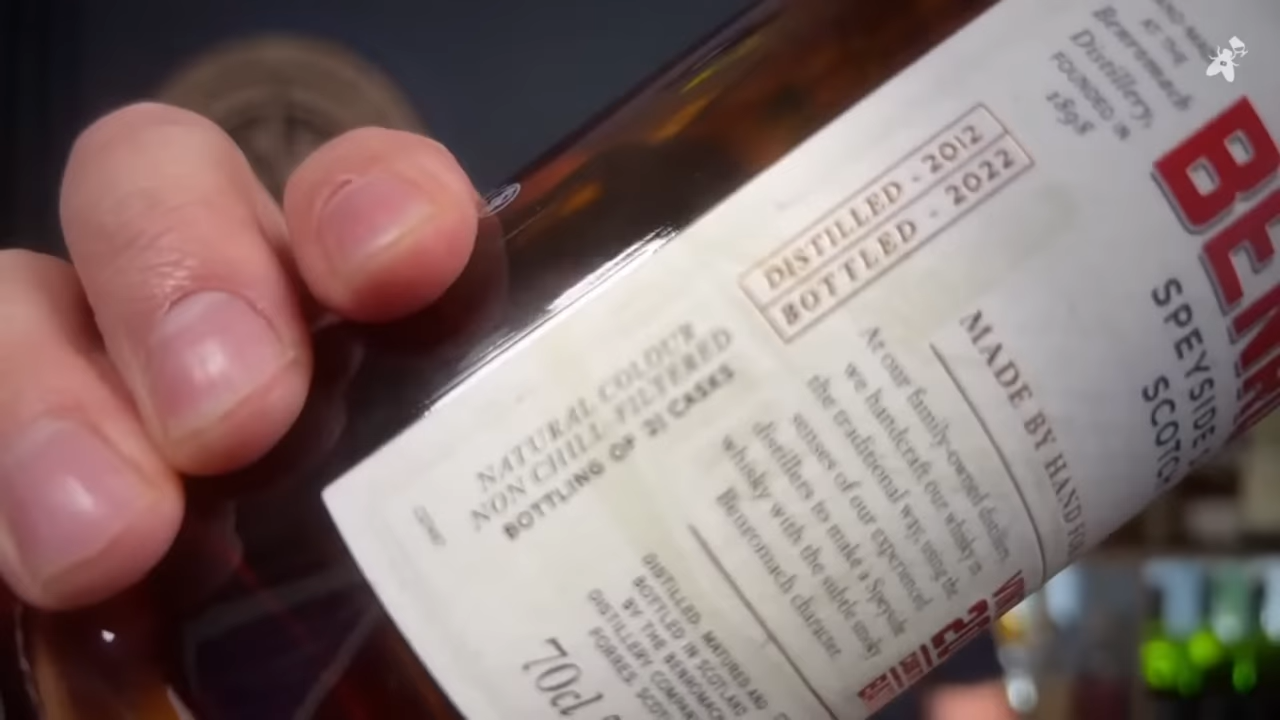 AT THE
Benromach
Distillery,
FOUNDED IN
1898
BEN
SPEYSIDE
SCOTC
DISTILLED - 2012
BOTTLED - 2022
MADE BY HAND
At our family-owned distillery,
we handcraft our whisky in
the traditional way, using the
senses of our experienced
distillers to make a Speyside
whisky with the subtle smoky
Benromach character.
NATURAL COLOUR
NON CHILL-FILTERED
BOTTLING OF 21 CASKS
DISTILLED, MATURED AND
BOTTLED IN SCOTLAND
BY THE BENROMACH
DISTILLERY COMPANY
FORRES, SCOT
70cl